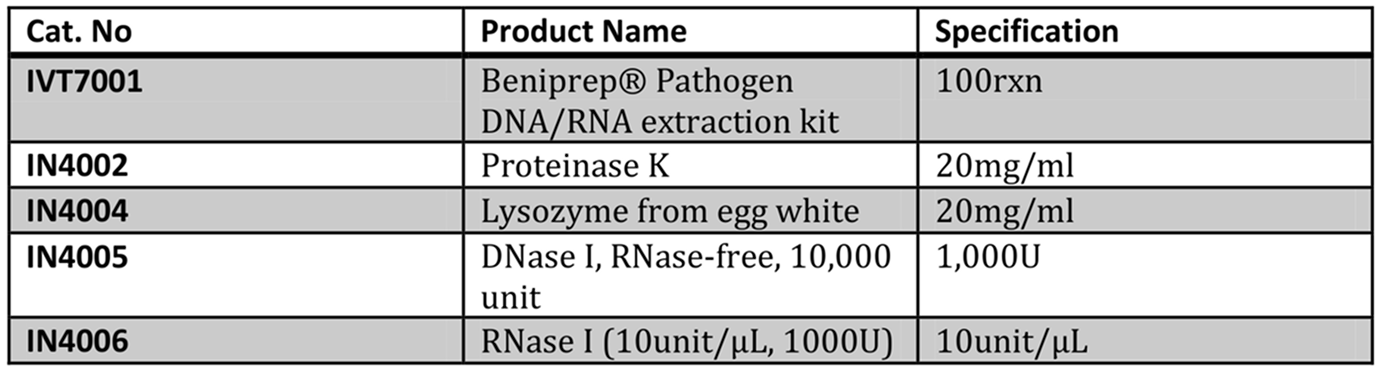 Cat. No Product Name Specification
IVT7001 Beniprep® Pathogen 100rxn
DNA/RNA extraction kit
IN4002 Proteinase K 20mg/ml
IN4004 Lysozyme from egg white 20mg/ml
IN4005 DNase I, RNase-free, 10,000 1,000U
unit
IN4006 RNase I (10unit/µL, 1000U) 10unit/µL